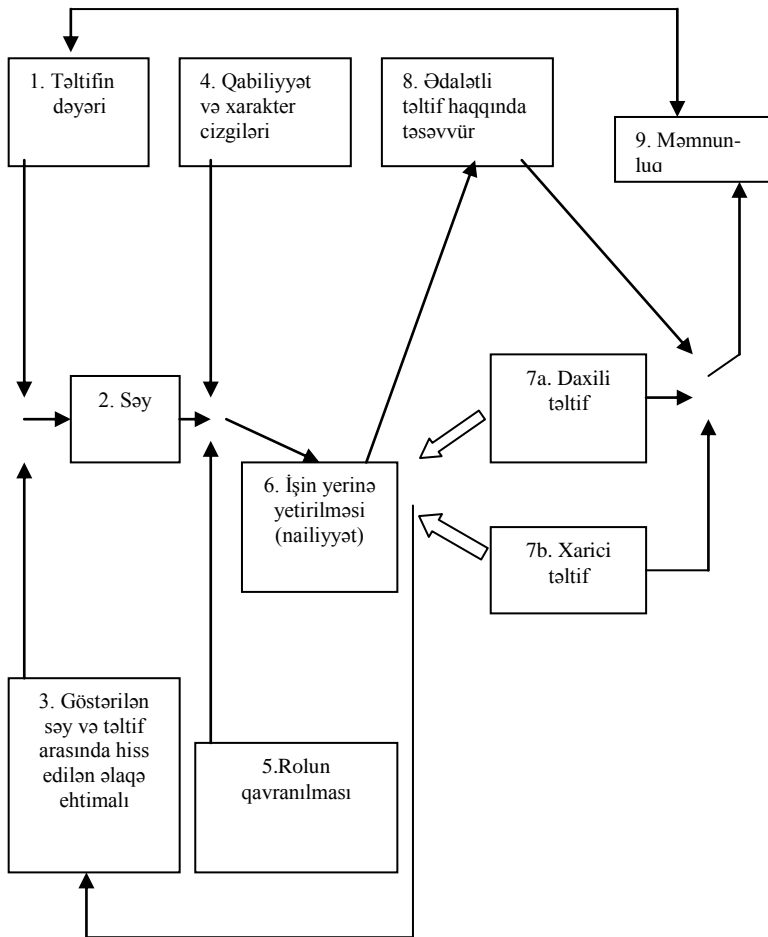 1. Təltifin
dəyəri
4. Qabiliyyət
və xarakter
cizgiləri
8. Ədalətli
təltif haqqında
təsəvvür
9. Məmnun-
luq
2. Səy
7a. Daxili
təltif
6. İşin yerinə
yetirilməsi
(nailiyyət)
7b. Xarici
təltif
3. Göstərilən
səy və təltif
arasında hiss
edilən əlaqə
ehtimalı
5.Rolun
qavranılması